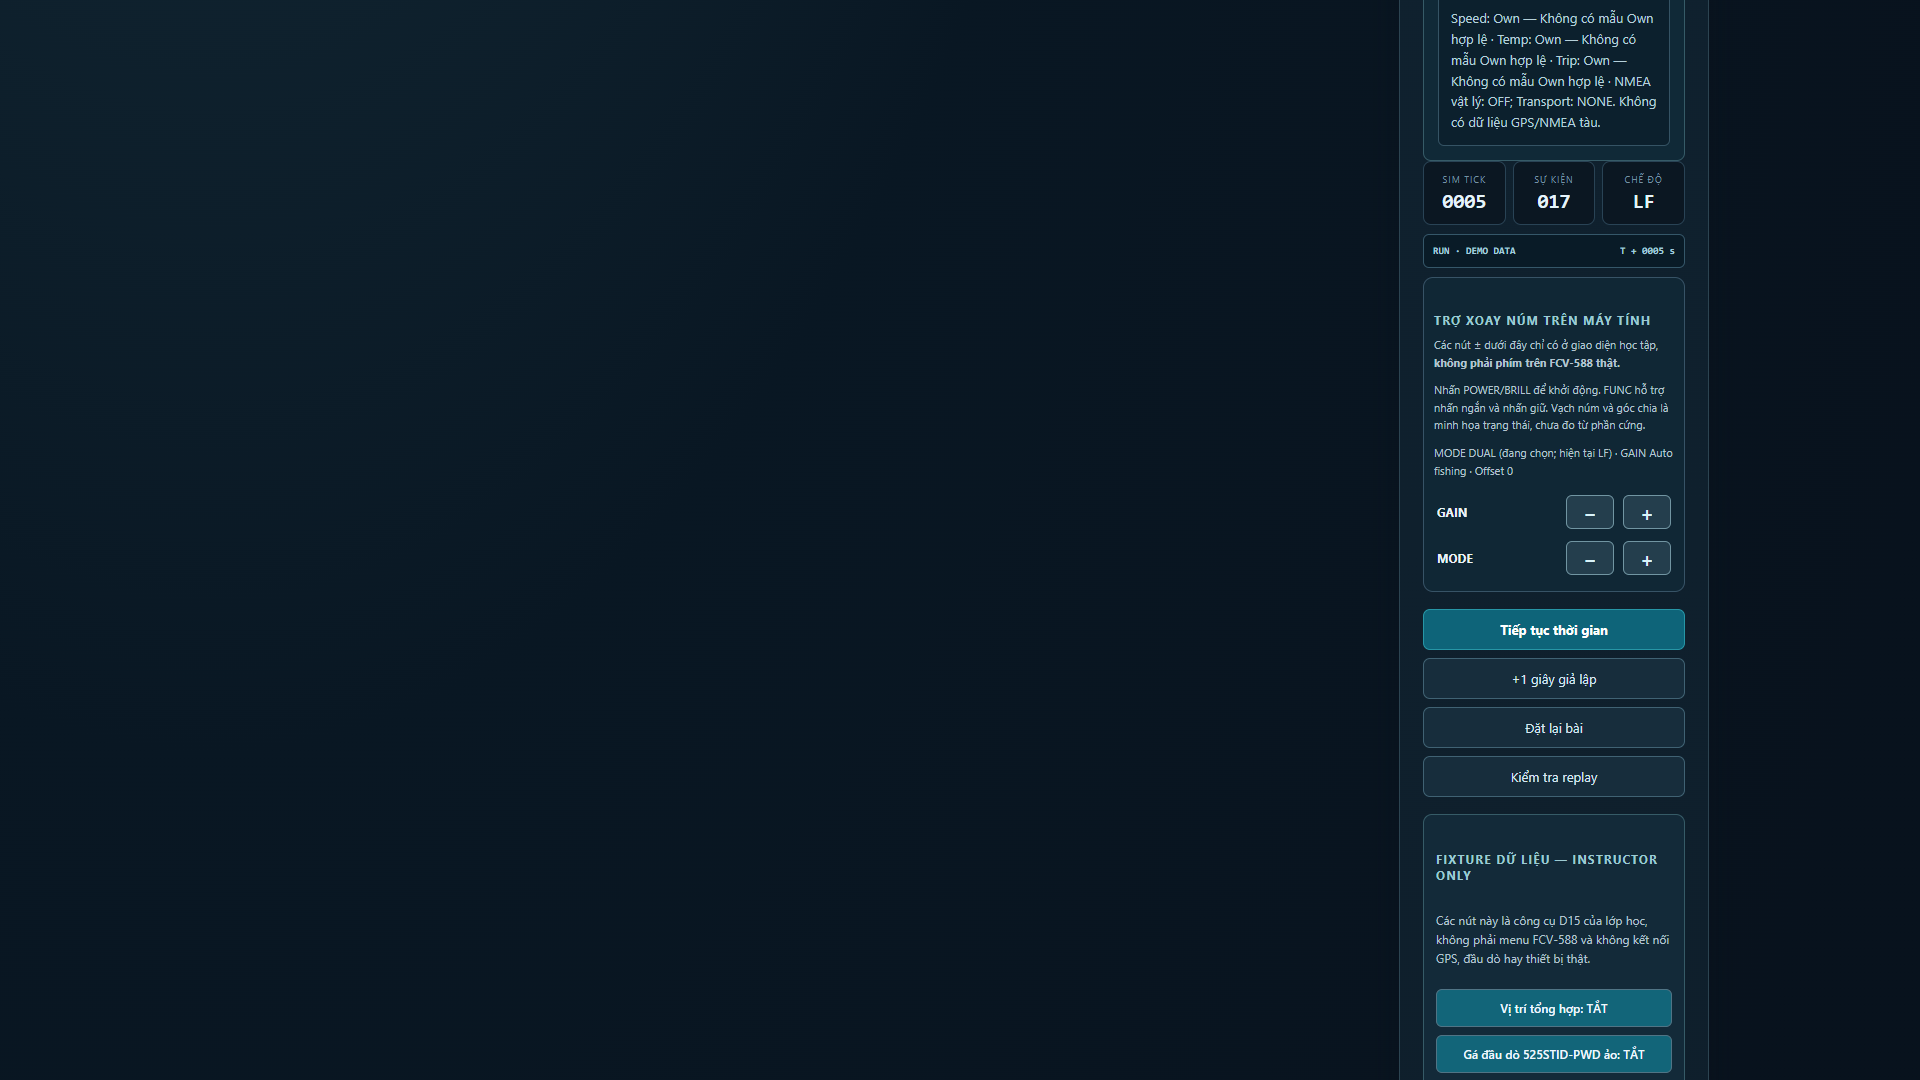 Speed: Own — Không có mẫu Own
hợp lệ · Temp: Own — Không có
mẫu Own hợp lệ · Trip: Own —
Không có mẫu Own hợp lệ · NMEA
vật lý: OFF; Transport: NONE. Không
có dữ liệu GPS/NMEA tàu.
SIM TICK
0005
SỰ KIỆN
017
CHẾ ĐỘ
LF
RUN · DEMO DATA
T + 0005 s
TRỢ XOAY NÚM TRÊN MÁY TÍNH
Các nút ± dưới đây chỉ có ở giao diện học tập,
không phải phím trên FCV-588 thật.
Nhấn POWER/BRILL để khởi động. FUNC hỗ trợ
nhấn ngắn và nhấn giữ. Vạch núm và góc chia là
minh họa trạng thái, chưa đo từ phần cứng.
MODE DUAL (đang chọn; hiện tại LF) · GAIN Auto
fishing · Offset 0
GAIN
−
+
MODE
−
+
Tiếp tục thời gian
+1 giây giả lập
Đặt lại bài
Kiểm tra replay
FIXTURE DỮ LIỆU — INSTRUCTOR
ONLY
Các nút này là công cụ D15 của lớp học,
không phải menu FCV-588 và không kết nối
GPS, đầu dò hay thiết bị thật.
Vị trí tổng hợp: TẮT
Gá đầu dò 525STID-PWD ảo: TẮT